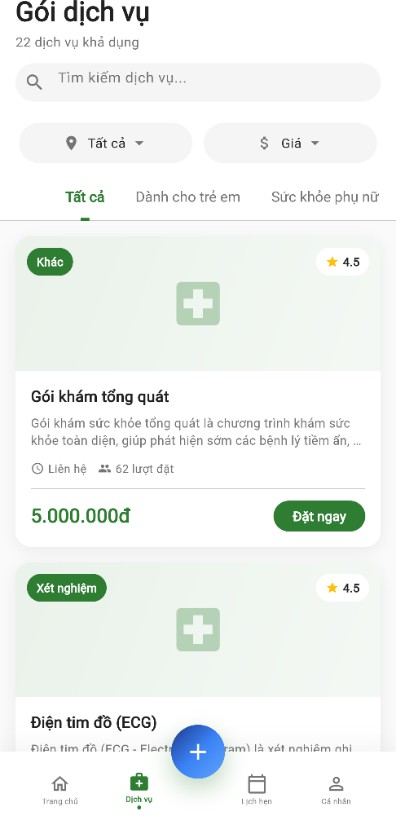 Gói dịch vụ
22 dịch vụ khả dụng
Tìm kiếm dịch vụ...
Tất cả
$ Giá
Tất cả Dành cho trẻ em Sức khỏe phụ nữ
Khác 4.5
Gói khám tổng quát
Gói khám sức khỏe tổng quát là chương trình khám sức
khỏe toàn diện, giúp phát hiện sớm các bệnh lý tiềm ẩn, ...
Liên hệ 62 lượt đặt
5.000.000đ Đặt ngay
Xét nghiệm 4.5
Điện tim đồ (ECG)
Điện tim đồ (ECG - là xét nghiệm ghi
Trang chủ Dịch vụ Lịch hẹn Cá nhân